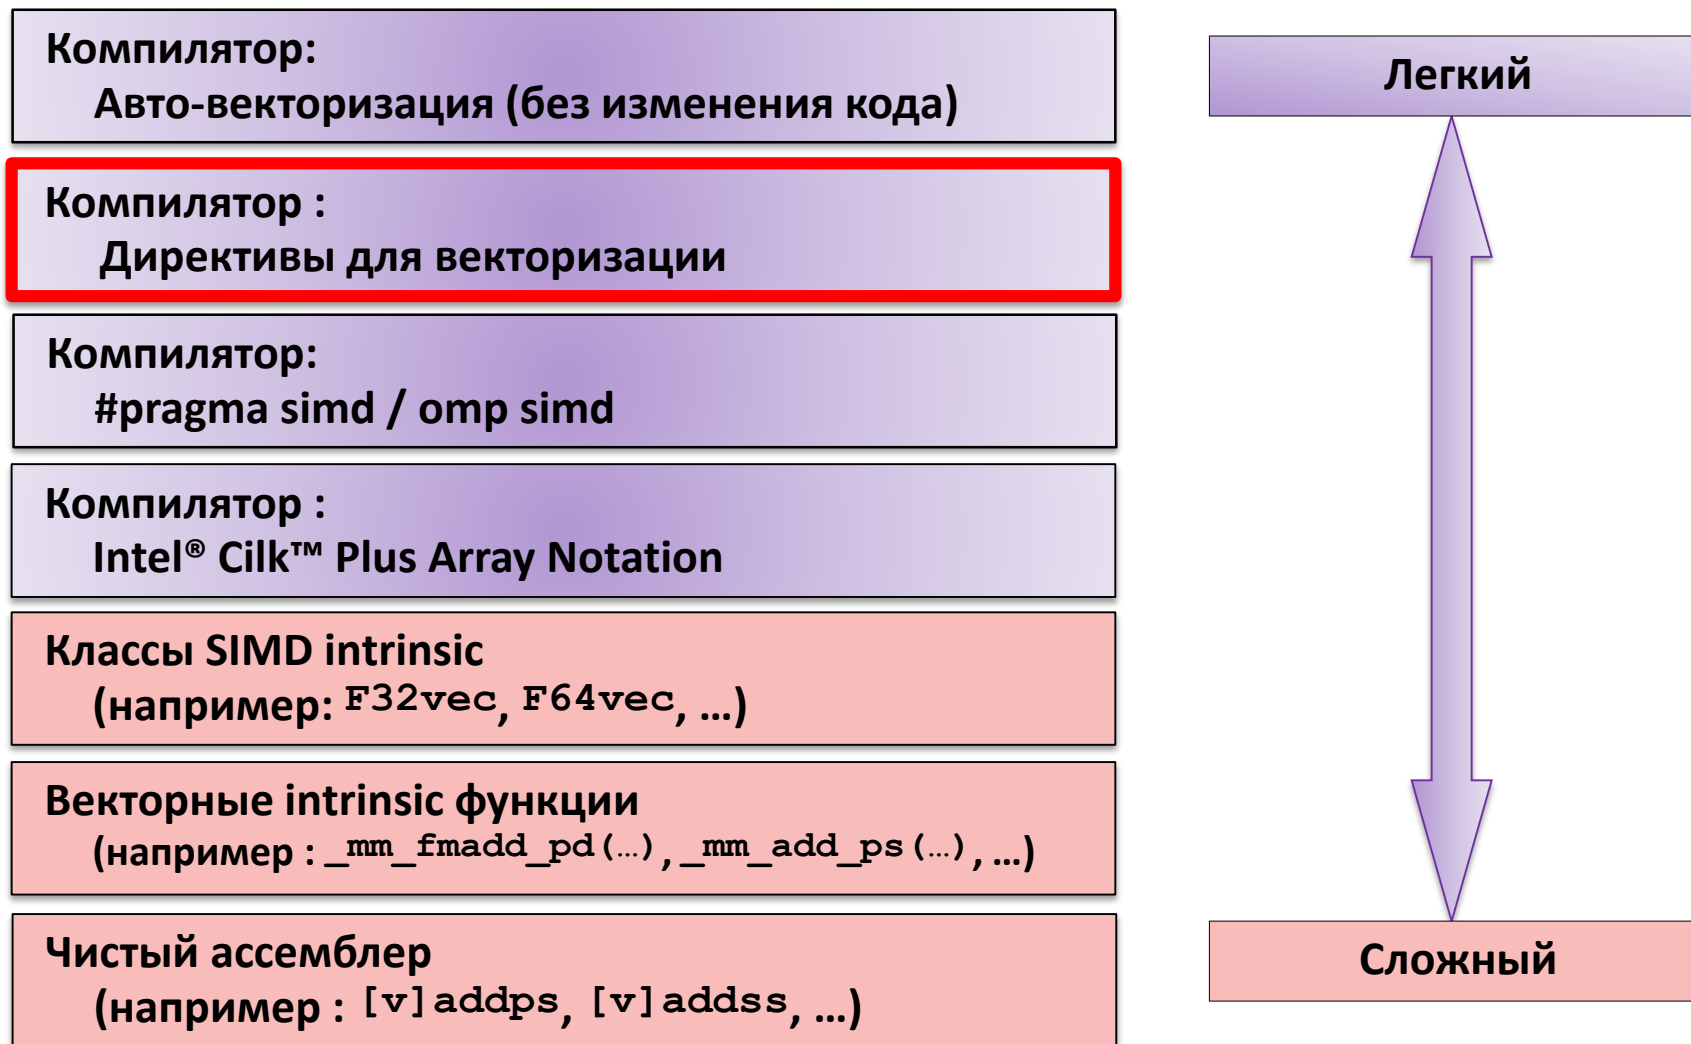 Компилятор:
Авто-векторизация (без изменения кода)
Легкий
Компилятор :
Директивы для векторизации
Компилятор:
#pragma simd / omp simd
Компилятор :
Intel® Cilk™ Plus Array Notation
Классы SIMD intrinsic
(например: F32vec, F64vec, …)
Векторные intrinsic функции
(например : _mm_fmadd_pd(…), _mm_add_ps(…), …)
Чистый ассемблер
(например : [v]addps, [v]addss, …)
Сложный